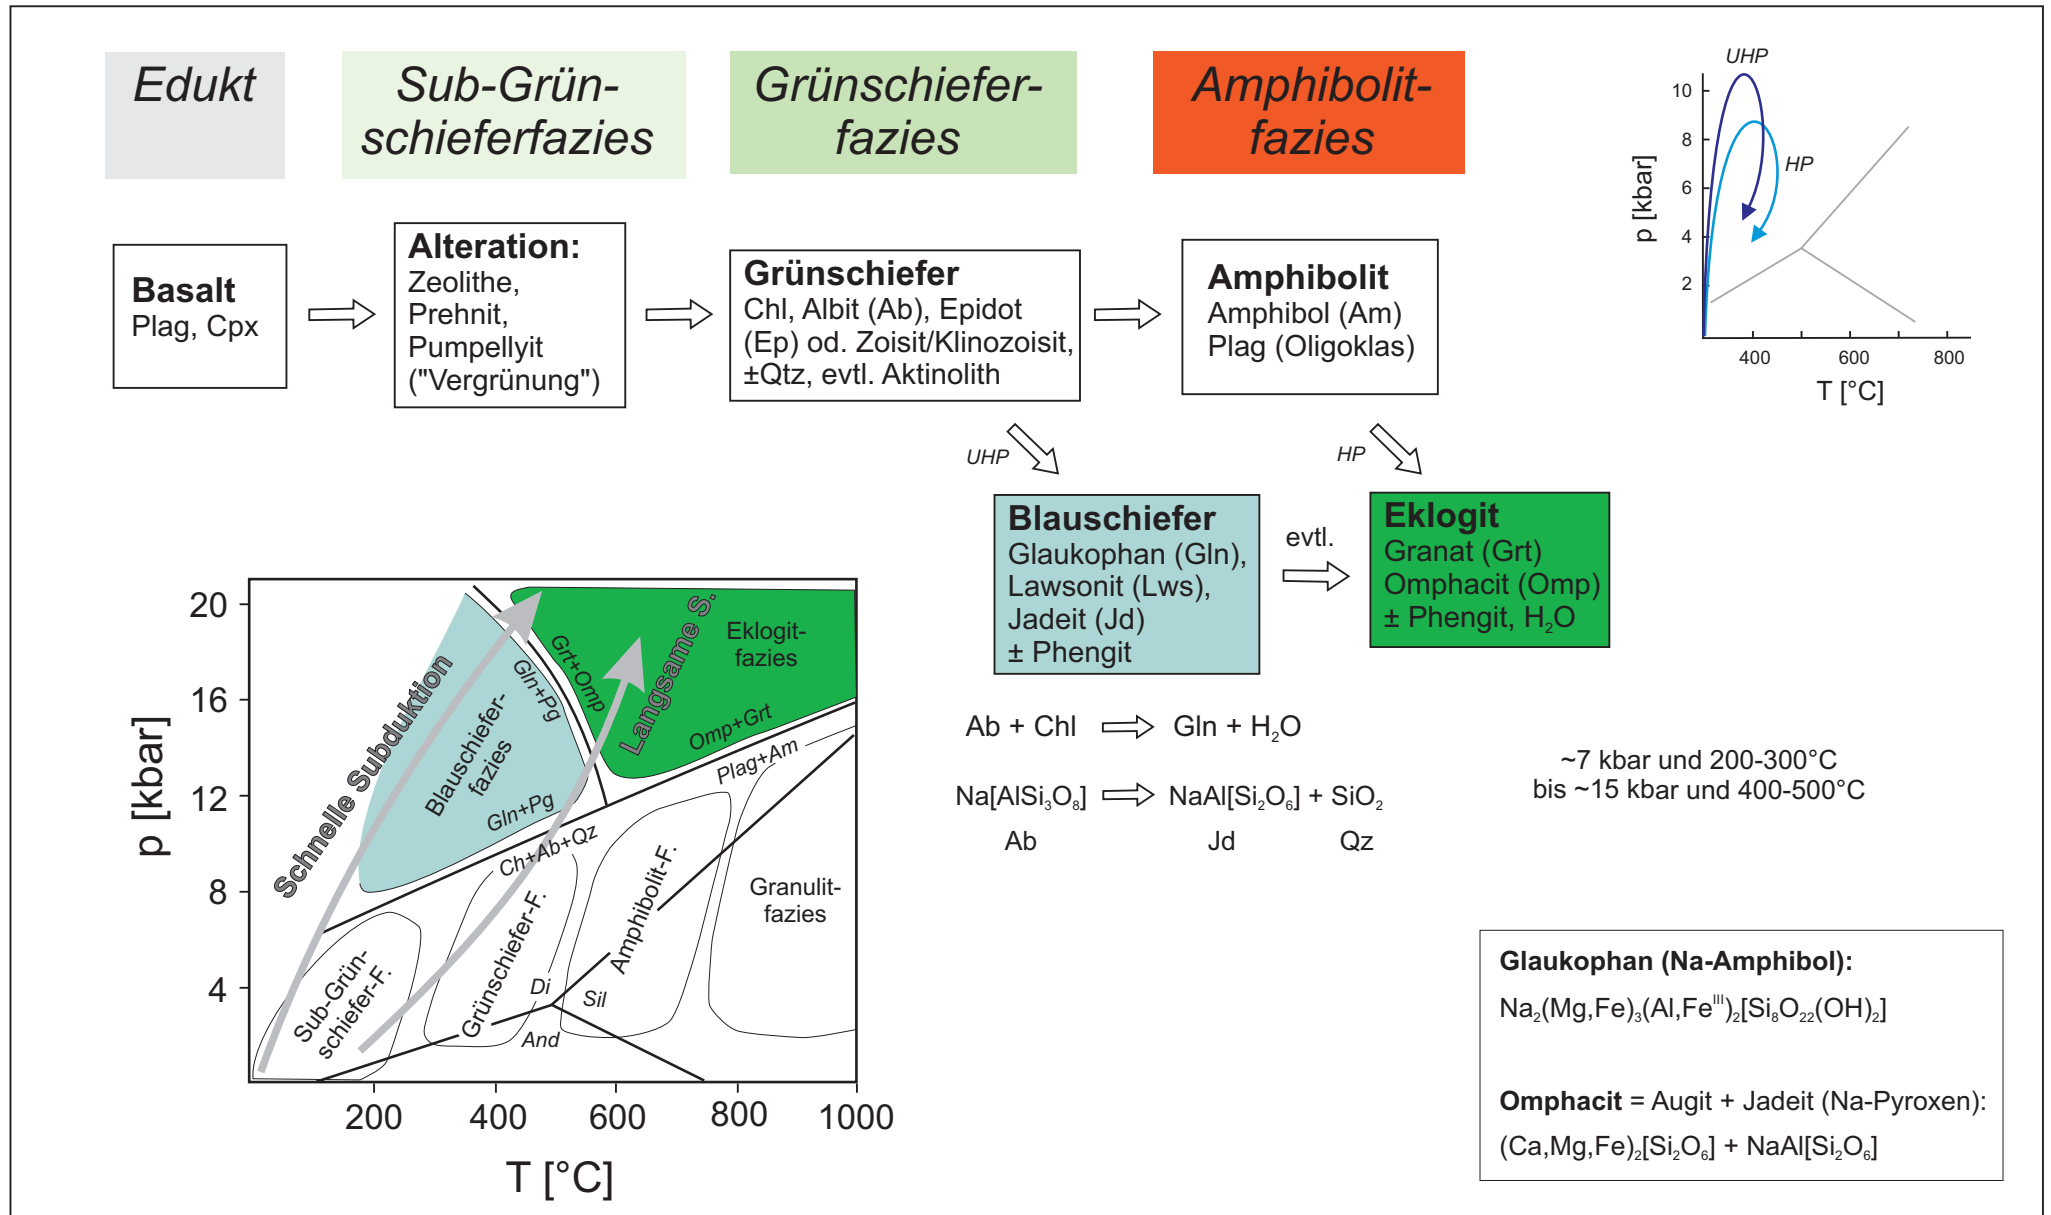 Edukt
Sub-Grün-
schieferfazies
Grünschiefer-
fazies
Amphibolit-
fazies
Basalt
Plag, Cpx
Alteration:
Zeolithe,
Prehnit,
Pumpellyit
("Vergrünung")
Grünschiefer
Chl, Albit (Ab), Epidot
(Ep) od. Zoisit/Klinozoisit,
±Qtz, evtl. Aktinolith
Amphibolit
Amphibol (Am)
Plag (Oligoklas)
UHP
HP
10
8
6
4
2
p [kbar]
400
600
800
T [°C]
UHP
HP
Blauschiefer
Glaukophan (Gln),
Lawsonit (Lws),
Jadeit (Jd)
± Phengit
evtl.
Eklogit
Granat (Grt)
Omphacit (Omp)
± Phengit, H₂O
Ab + Chl
Gln + H₂O
Na[AlSi₃O₈]
NaAl[Si₂O₆] + SiO₂
Ab
Jd
Qz
~7 kbar und 200-300°C
bis ~15 kbar und 400-500°C
20
16
12
8
4
p [kbar]
200
400
600
800
1000
T [°C]
Schnelle Subduktion
Langsame S.
Blauschiefer-
fazies
Gln+Pg
Gln+Pg
Grt+Omp
Omp+Grt
Eklogit-
fazies
Plag+Am
Ch+Ab+Qz
Sub-Grün-
schiefer-F.
Grünschiefer-F.
Amphibolit-F.
Granulit-
fazies
Di
Sil
And
Glaukophan (Na-Amphibol):
Na₂(Mg,Fe)₃(Al,Feᴵᴵᴵ)₂[Si₈O₂₂(OH)₂]
Omphacit = Augit + Jadeit (Na-Pyroxen):
(Ca,Mg,Fe)₂[Si₂O₆] + NaAl[Si₂O₆]